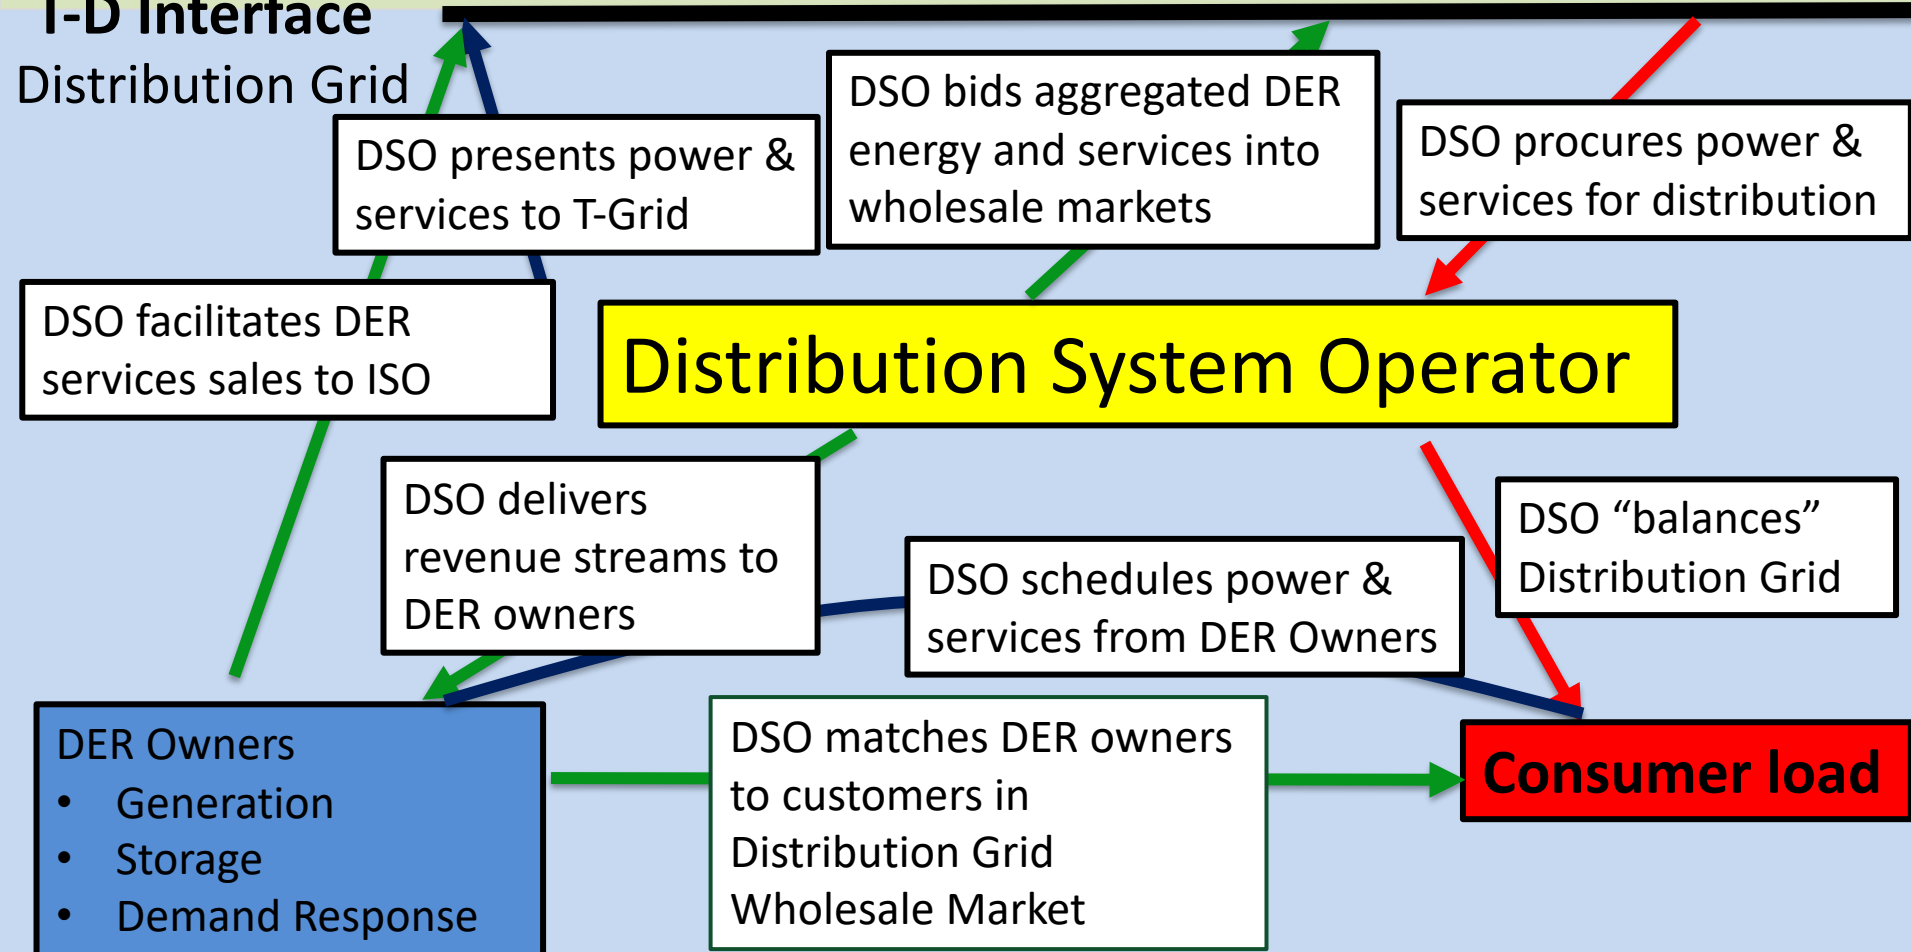 T-D Interface
Distribution Grid
DSO presents power &
services to T-Grid
DSO bids aggregated DER
energy and services into
wholesale markets
DSO procures power &
services for distribution
DSO facilitates DER
services sales to ISO
Distribution System Operator
DSO delivers
revenue streams to
DER owners
DSO schedules power &
services from DER Owners
DSO “balances”
Distribution Grid
DER Owners
• Generation
• Storage
• Demand Response
DSO matches DER owners
to customers in
Distribution Grid
Wholesale Market
Consumer load